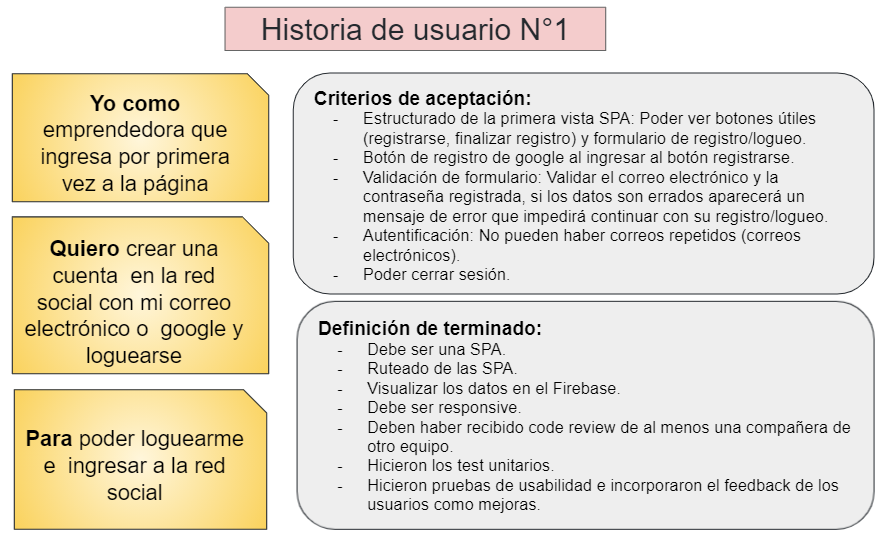 Historia de usuario N°1
Yo como
emprendedora que
ingresa por primera
vez a la página
Quiero crear una
cuenta en la red
social con mi correo
electrónico o google y
loguearse
Para poder loguearme
e ingresar a la red
social
Criterios de aceptación:
- Estructurado de la primera vista SPA: Poder ver botones útiles
(registrarse, finalizar registro) y formulario de registro/logueo.
- Botón de registro de google al ingresar al botón registrarse.
- Validación de formulario: Validar el correo electrónico y la
contraseña registrada, si los datos son errados aparecerá un
mensaje de error que impedirá continuar con su registro/logueo.
- Autentificación: No pueden haber correos repetidos (correos
electrónicos).
- Poder cerrar sesión.
Definición de terminado:
- Debe ser una SPA.
- Ruteado de las SPA.
- Visualizar los datos en el Firebase.
- Debe ser responsive.
- Deben haber recibido code review de al menos una compañera de
otro equipo.
- Hicieron los test unitarios.
- Hicieron pruebas de usabilidad e incorporaron el feedback de los
usuarios como mejoras.